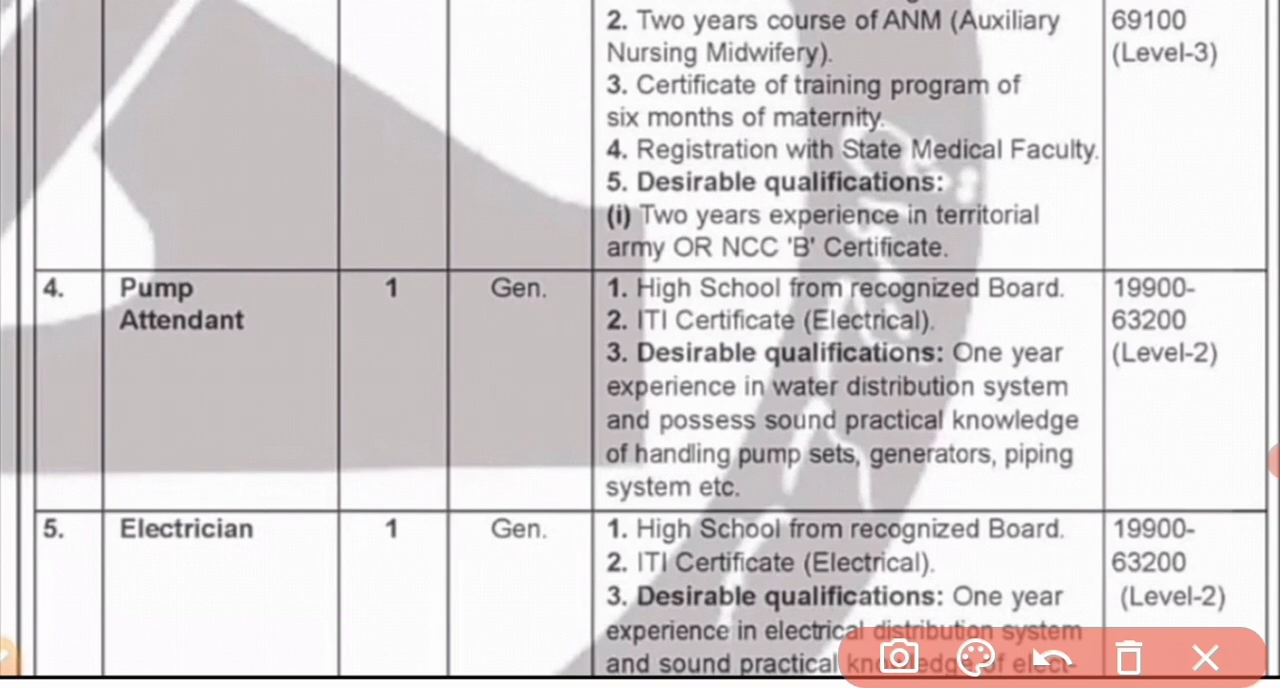 2. Two years course of ANM (Auxiliary
Nursing Midwifery).
3. Certificate of training program of
six months of maternity.
4. Registration with State Medical Faculty.
5. Desirable qualifications:
(i) Two years experience in territorial
army OR NCC 'B' Certificate.
69100
(Level-3)
4.
Pump
Attendant
1
Gen.
1. High School from recognized Board.
2. ITI Certificate (Electrical).
3. Desirable qualifications: One year
experience in water distribution system
and possess sound practical knowledge
of handling pump sets, generators, piping
system etc.
19900-
63200
(Level-2)
5.
Electrician
1
Gen.
1. High School from recognized Board.
2. ITI Certificate (Electrical).
3. Desirable qualifications: One year
experience in electrical distribution system
and sound practical knowledge of elect-
19900-
63200
(Level-2)